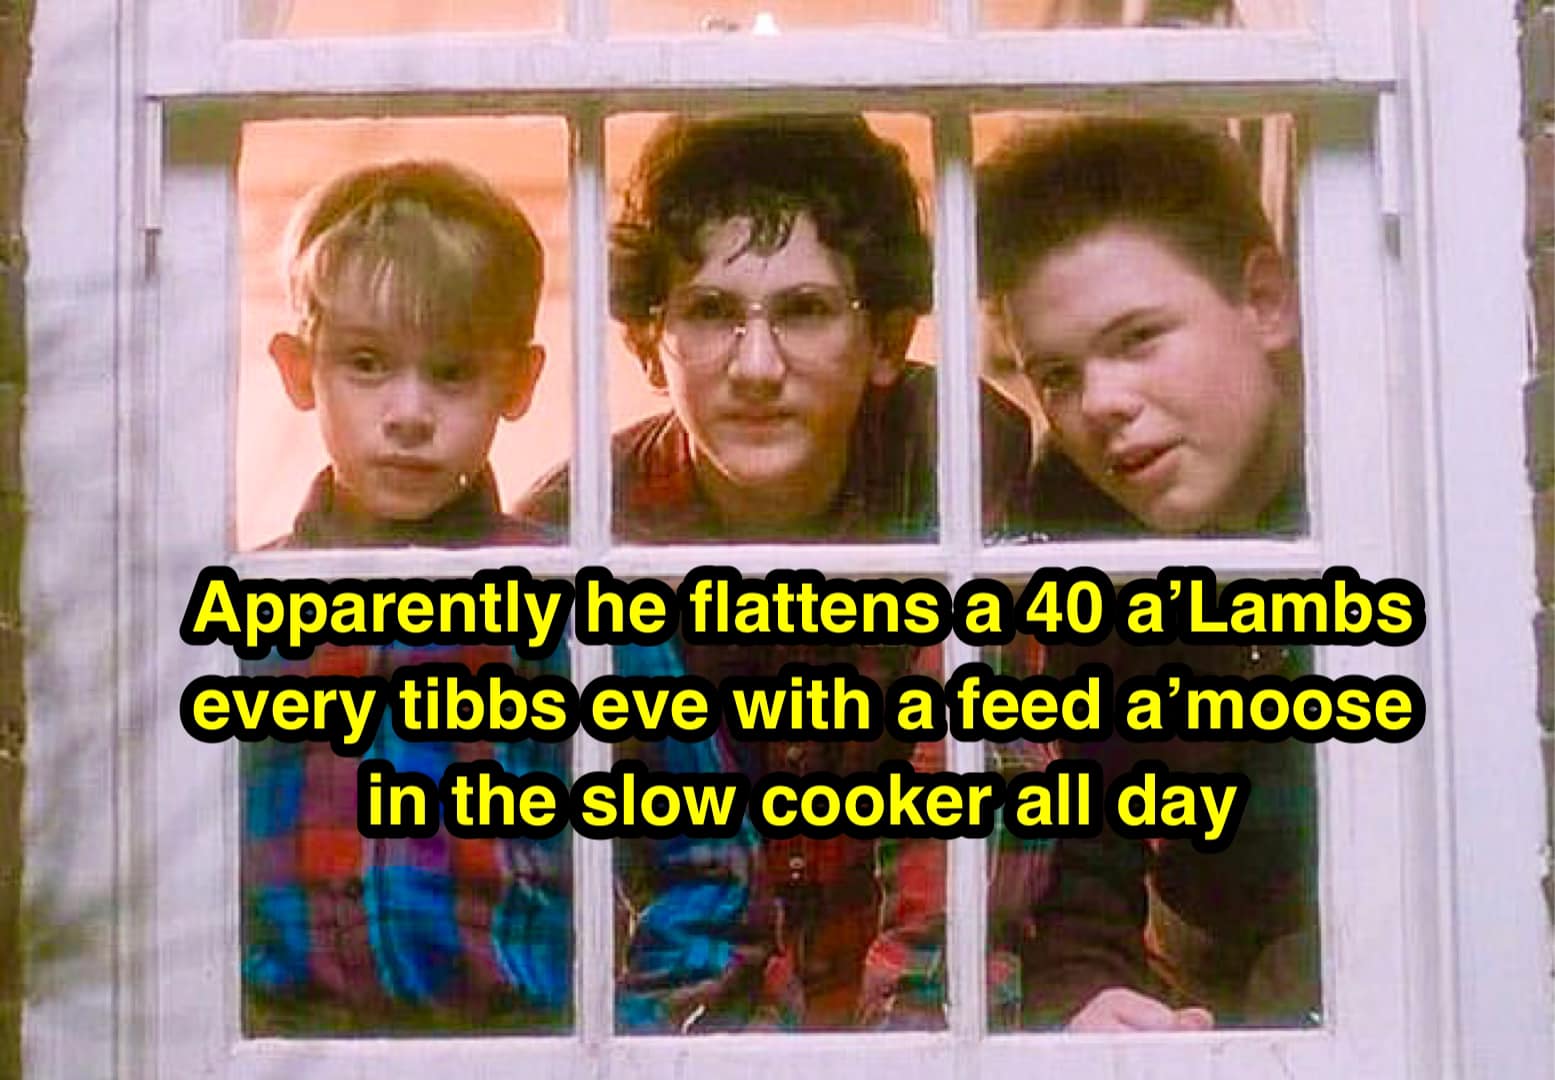 Apparently he flattens a 40 a’Lambs
every tibbs eve with a feed a’moose
in the slow cooker all day